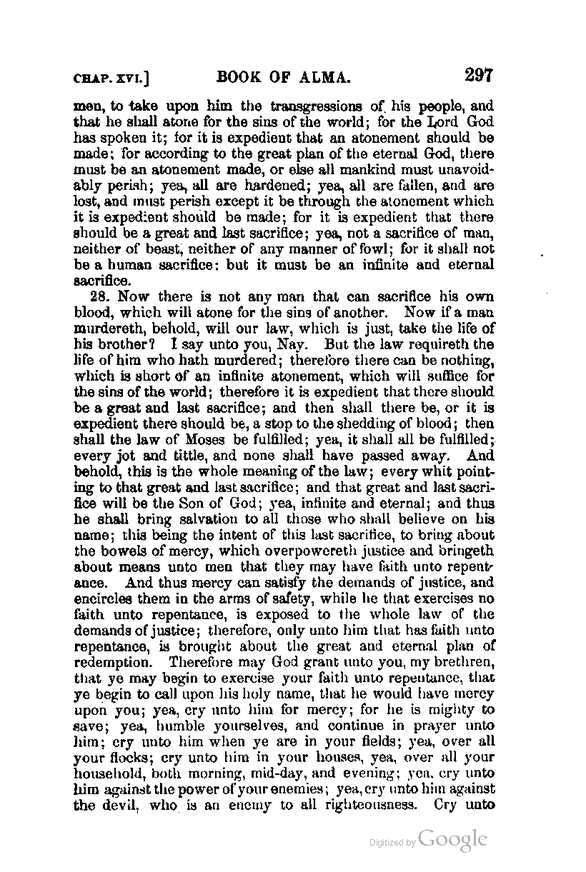 CHAP. XVI.] BOOK OF ALMA. 297
men, to take upon him the transgressions of his people, and
that he shall atone for the sins of the world; for the Lord God
has spoken it; for it is expedient that an atonement should be
made; for according to the great plan of the eternal God, there
must be an atonement made, or else all mankind must unavoid-
ably perish; yea, all are hardened; yea, all are fallen, and are
lost, and must perish except it be through the atonement which
it is expedient should be made; for it is expedient that there
should be a great and last sacrifice; yea, not a sacrifice of man,
neither of beast, neither of any manner of fowl; for it shall not
be a human sacrifice: but it must be an infinite and eternal
sacrifice.
28. Now there is not any man that can sacrifice his own
blood, which will atone for the sins of another. Now if a man
murdereth, behold, will our law, which is just, take the life of
his brother? I say unto you, Nay. But the law requireth the
life of him who hath murdered; therefore there can be nothing,
which is short of an infinite atonement, which will suffice for
the sins of the world; therefore it is expedient that there should
be a great and last sacrifice; and then shall there be, or it is
expedient there should be, a stop to the shedding of blood; then
shall the law of Moses be fulfilled; yea, it shall all be fulfilled;
every jot and tittle, and none shall have passed away. And
behold, this is the whole meaning of the law; every whit point-
ing to that great and last sacrifice; and that great and last sacri-
fice will be the Son of God; yea, infinite and eternal; and thus
he shall bring salvation to all those who shall believe on his
name; this being the intent of this last sacrifice, to bring about
the bowels of mercy, which overpowereth justice and bringeth
about means unto men that they may have faith unto repent-
ance. And thus mercy can satisfy the demands of justice, and
encircles them in the arms of safety, while he that exercises no
faith unto repentance, is exposed to the whole law of the
demands of justice; therefore, only unto him that has faith unto
repentance, is brought about the great and eternal plan of
redemption. Therefore may God grant unto you, my brethren,
that ye may begin to exercise your faith unto repentance, that
ye begin to call upon his holy name, that he would have mercy
upon you; yea, cry unto him for mercy; for he is mighty to
save; yea, humble yourselves, and continue in prayer unto
him; cry unto him when ye are in your fields; yea, over all
your flocks; cry unto him in your houses, yea, over all your
household, both morning, mid-day, and evening; yea, cry unto
him against the power of your enemies; yea, cry unto him against
the devil, who is an enemy to all righteousness. Cry unto
Digitized by Google